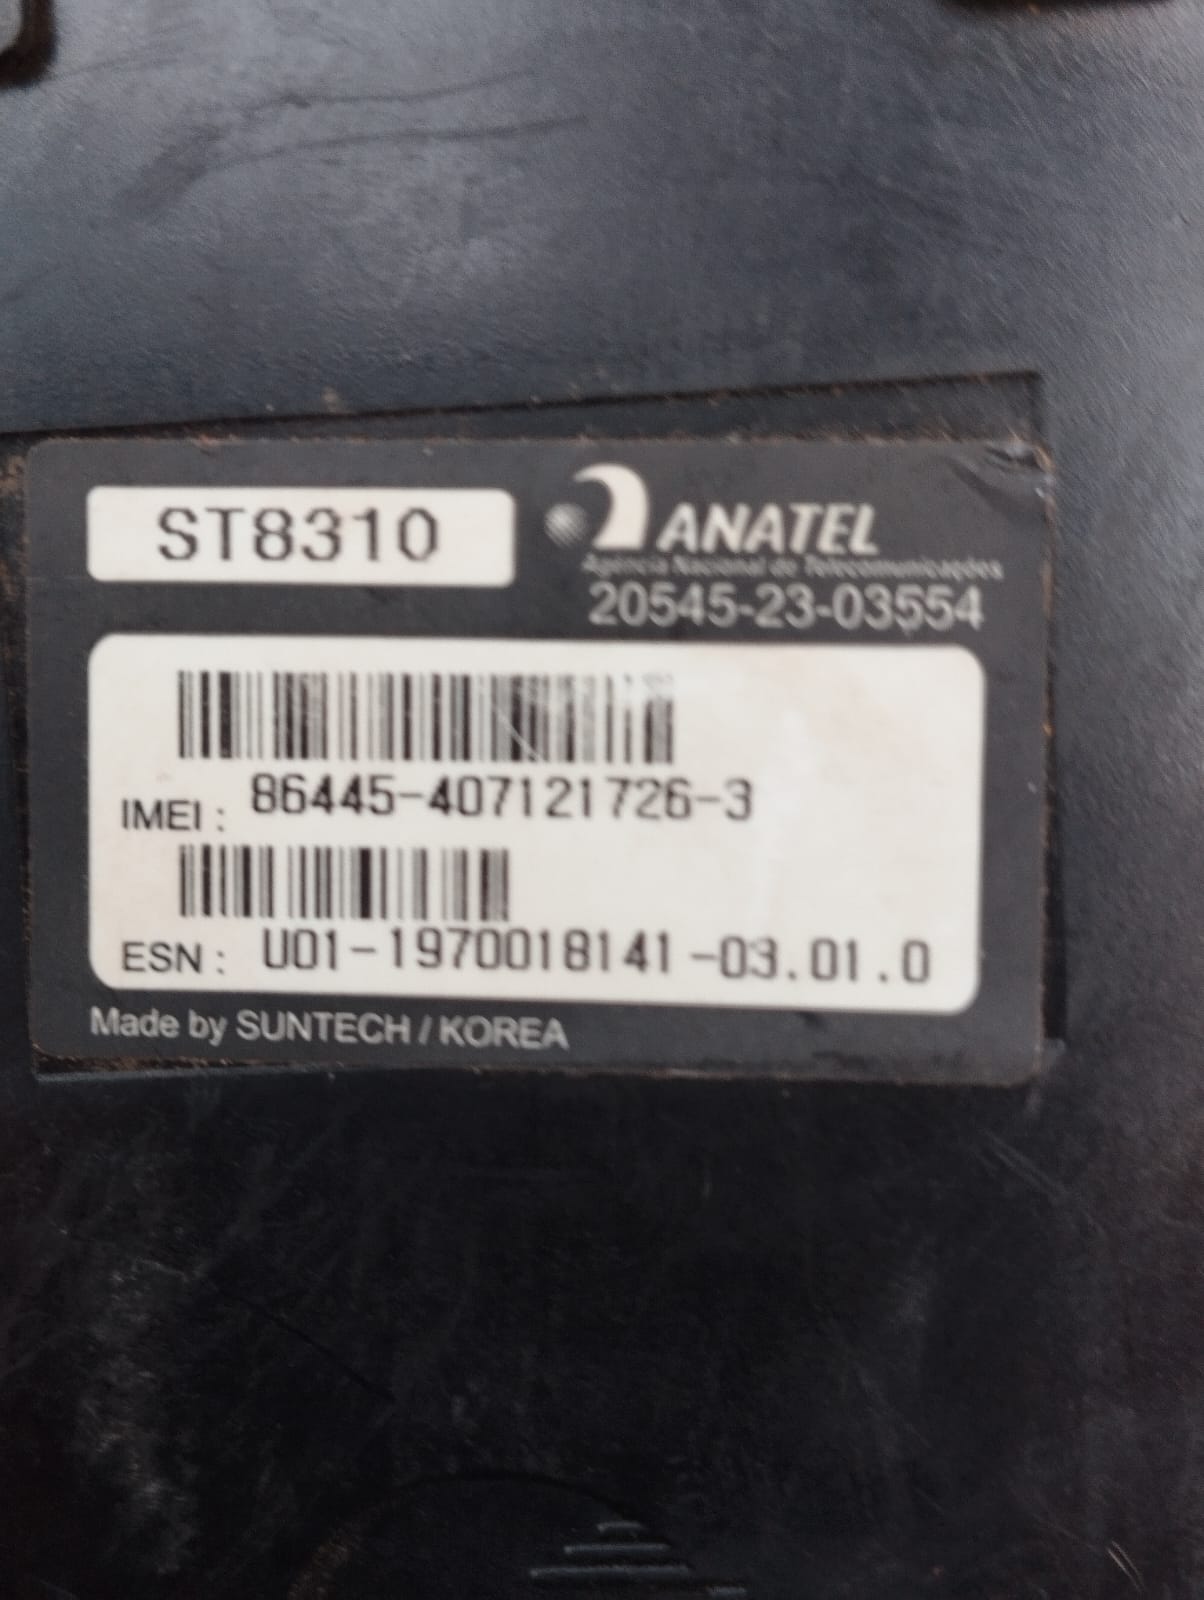 ST8310
ANATEL
Agência Nacional de Telecomunicações
20545-23-03554
IMEI : 86445-407121726-3
ESN : U01-1970018141-03.01.0
Made by SUNTECH / KOREA